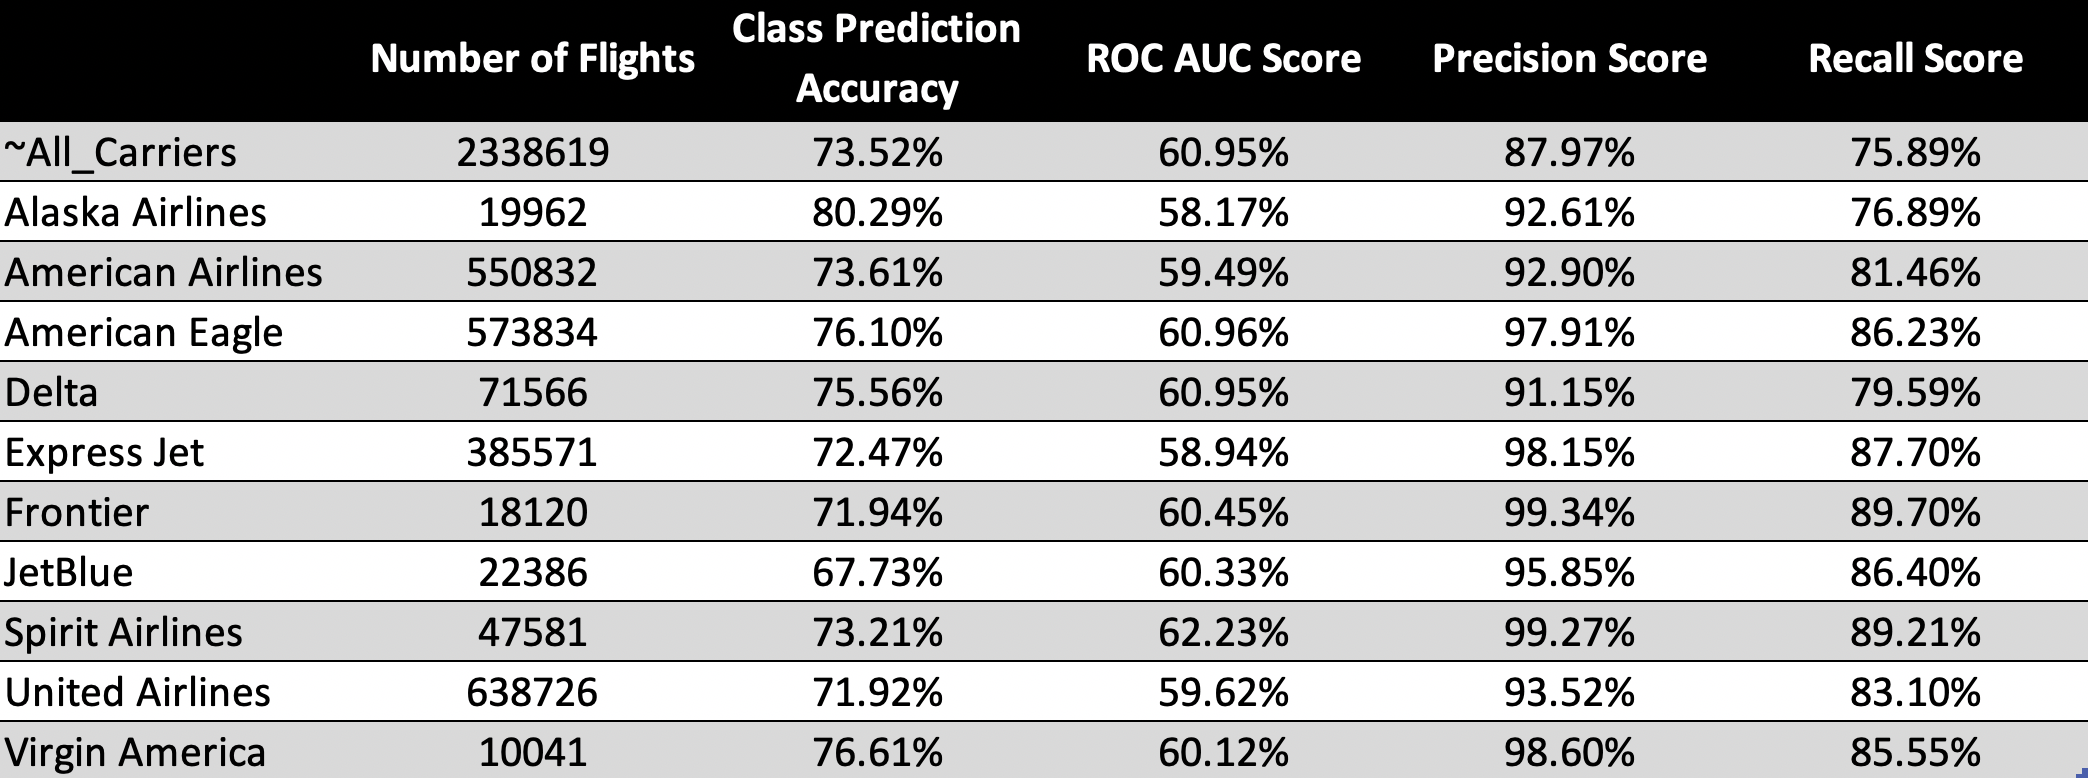 Number of Flights Class Prediction Accuracy ROC AUC Score Precision Score Recall Score
~All_Carriers 2338619 73.52% 60.95% 87.97% 75.89%
Alaska Airlines 19962 80.29% 58.17% 92.61% 76.89%
American Airlines 550832 73.61% 59.49% 92.90% 81.46%
American Eagle 573834 76.10% 60.96% 97.91% 86.23%
Delta 71566 75.56% 60.95% 91.15% 79.59%
Express Jet 385571 72.47% 58.94% 98.15% 87.70%
Frontier 18120 71.94% 60.45% 99.34% 89.70%
JetBlue 22386 67.73% 60.33% 95.85% 86.40%
Spirit Airlines 47581 73.21% 62.23% 99.27% 89.21%
United Airlines 638726 71.92% 59.62% 93.52% 83.10%
Virgin America 10041 76.61% 60.12% 98.60% 85.55%